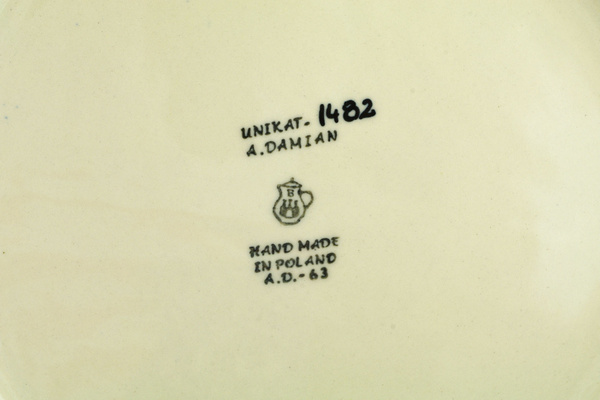 UNIKAT- 1482
A.DAMIAN
B
HAND MADE
IN POLAND
A.D.-63